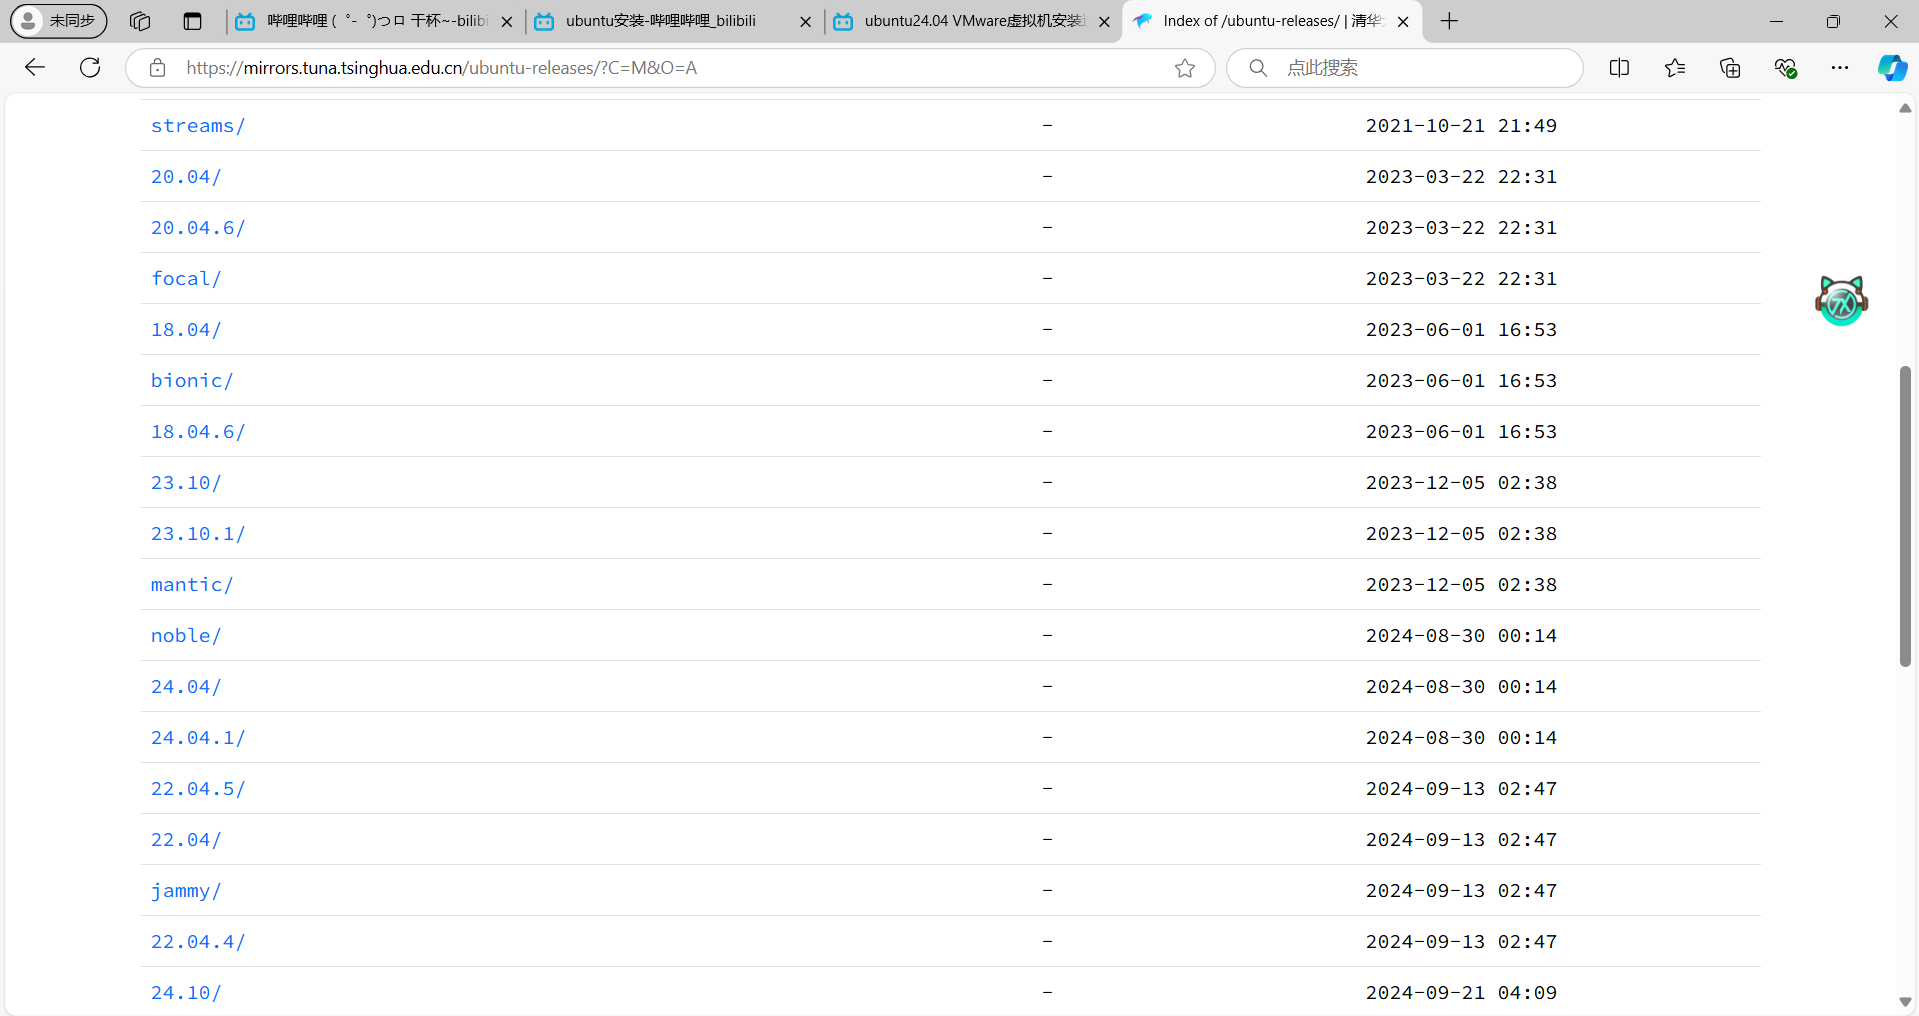 未同步
哔哩哔哩 (゜-゜)つロ 干杯~-bilibi
ubuntu安装-哔哩哔哩_bilibili
ubuntu24.04 VMware虚拟机安装
Index of /ubuntu-releases/ | 清华
https://mirrors.tuna.tsinghua.edu.cn/ubuntu-releases/?C=M&O=A
点此搜索
streams/ - 2021-10-21 21:49
20.04/ - 2023-03-22 22:31
20.04.6/ - 2023-03-22 22:31
focal/ - 2023-03-22 22:31
18.04/ - 2023-06-01 16:53
bionic/ - 2023-06-01 16:53
18.04.6/ - 2023-06-01 16:53
23.10/ - 2023-12-05 02:38
23.10.1/ - 2023-12-05 02:38
mantic/ - 2023-12-05 02:38
noble/ - 2024-08-30 00:14
24.04/ - 2024-08-30 00:14
24.04.1/ - 2024-08-30 00:14
22.04.5/ - 2024-09-13 02:47
22.04/ - 2024-09-13 02:47
jammy/ - 2024-09-13 02:47
22.04.4/ - 2024-09-13 02:47
24.10/ - 2024-09-21 04:09
7X